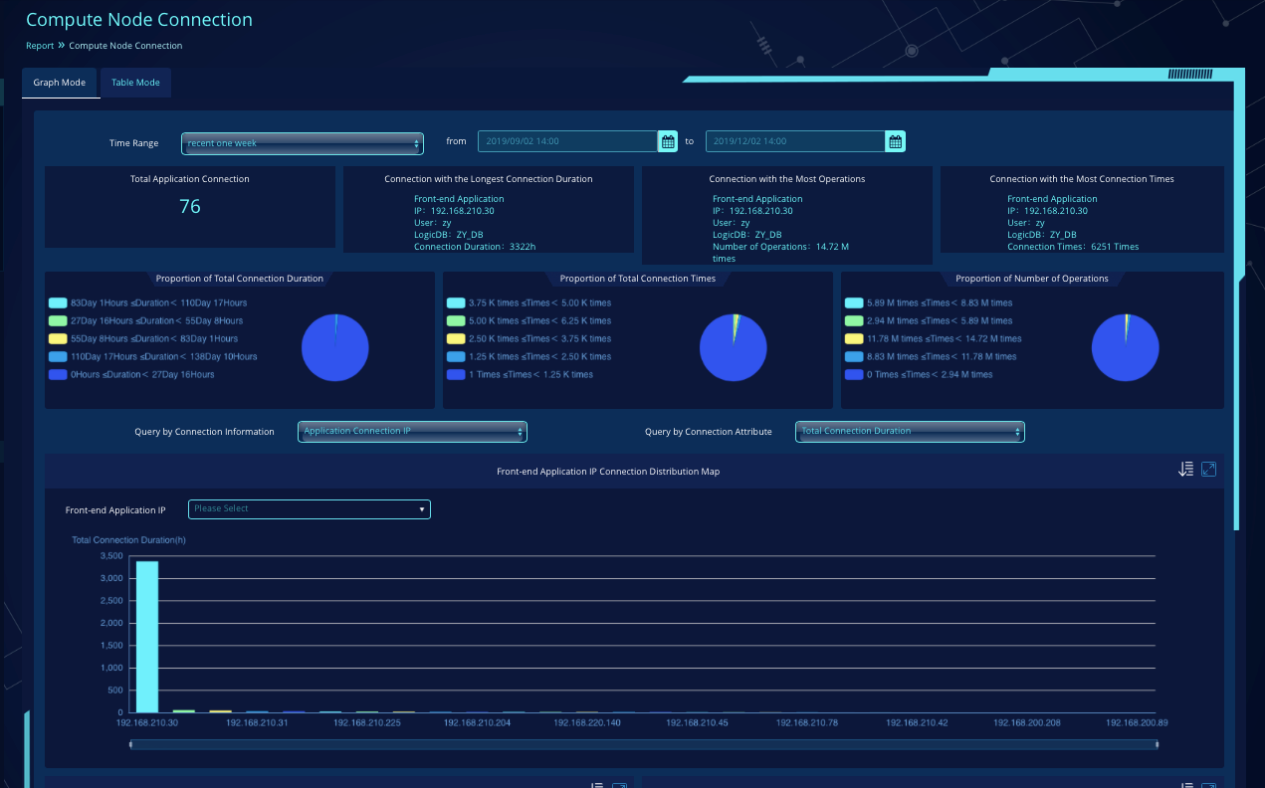 Compute Node Connection
Report » Compute Node Connection
Graph Mode
Table Mode
Time Range
recent one week
from
2019/09/02 14:00
to
2019/12/02 14:00
Total Application Connection
76
Connection with the Longest Connection Duration
Front-end Application
IP: 192.168.210.30
User: zy
LogicDB: ZY_DB
Connection Duration: 3322h
Connection with the Most Operations
Front-end Application
IP: 192.168.210.30
User: zy
LogicDB: ZY_DB
Number of Operations: 14.72 M
times
Connection with the Most Connection Times
Front-end Application
IP: 192.168.210.30
User: zy
LogicDB: ZY_DB
Connection Times: 6251 Times
Proportion of Total Connection Duration
83Day 1Hours ≤Duration< 110Day 17Hours
27Day 16Hours ≤Duration< 55Day 8Hours
55Day 8Hours ≤Duration< 83Day 1Hours
110Day 17Hours ≤Duration< 138Day 10Hours
0Hours ≤Duration< 27Day 16Hours
Proportion of Total Connection Times
3.75 K times ≤Times< 5.00 K times
5.00 K times ≤Times< 6.25 K times
2.50 K times ≤Times< 3.75 K times
1.25 K times ≤Times< 2.50 K times
1 Times ≤Times< 1.25 K times
Proportion of Number of Operations
5.89 M times ≤Times< 8.83 M times
2.94 M times ≤Times< 5.89 M times
11.78 M times ≤Times< 14.72 M times
8.83 M times ≤Times< 11.78 M times
0 Times ≤Times< 2.94 M times
Query by Connection Information
Application Connection IP
Query by Connection Attribute
Total Connection Duration
Front-end Application IP Connection Distribution Map
Front-end Application IP
Please Select
Total Connection Duration(h)
3,500
3,000
2,500
2,000
1,500
1,000
500
0
192.168.210.30
192.168.210.31
192.168.210.225
192.168.210.204
192.168.220.140
192.168.210.45
192.168.210.78
192.168.210.42
192.168.200.208
192.168.200.89